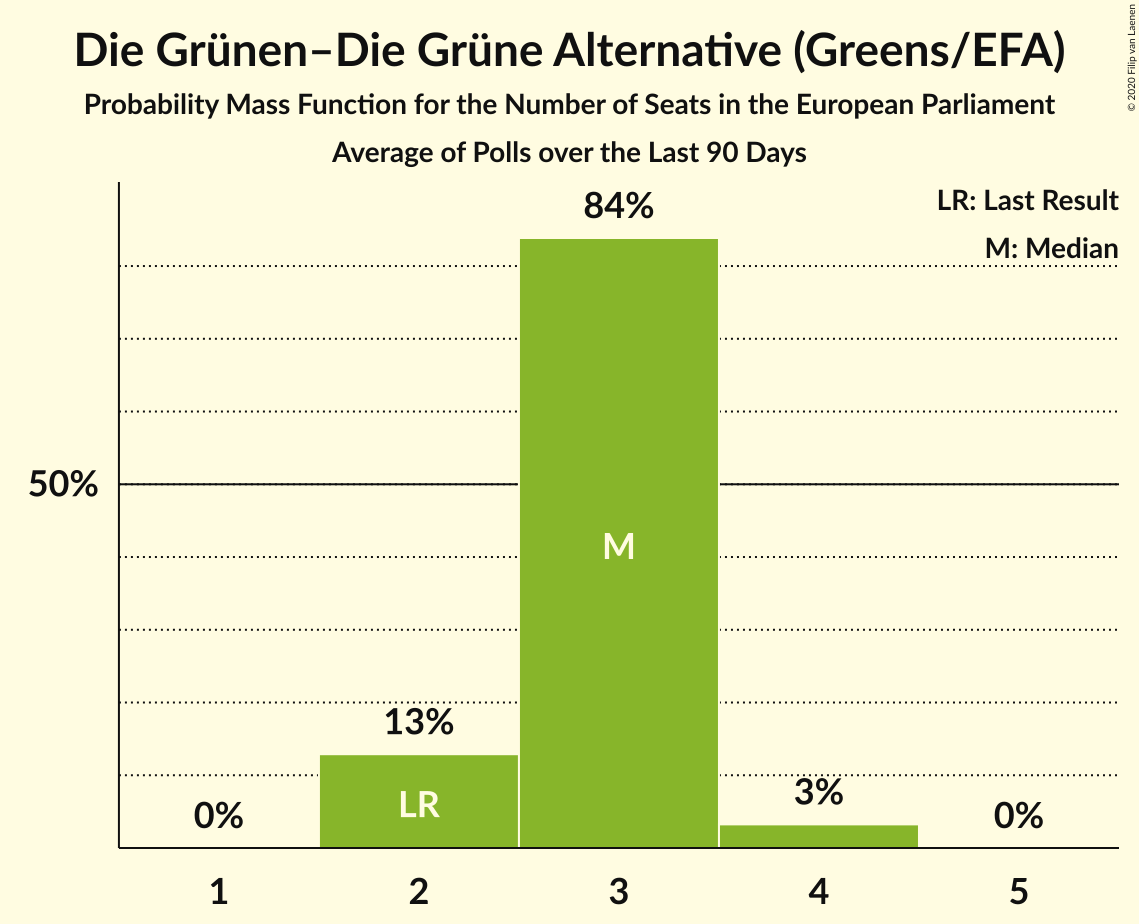 Die Grünen–Die Grüne Alternative (Greens/EFA)
Probability Mass Function for the Number of Seats in the European Parliament
Average of Polls over the Last 90 Days
© 2020 Filip van Laenen
LR: Last Result
M: Median
84%
50%
M
13%
LR
3%
0%
0%
1 2 3 4 5